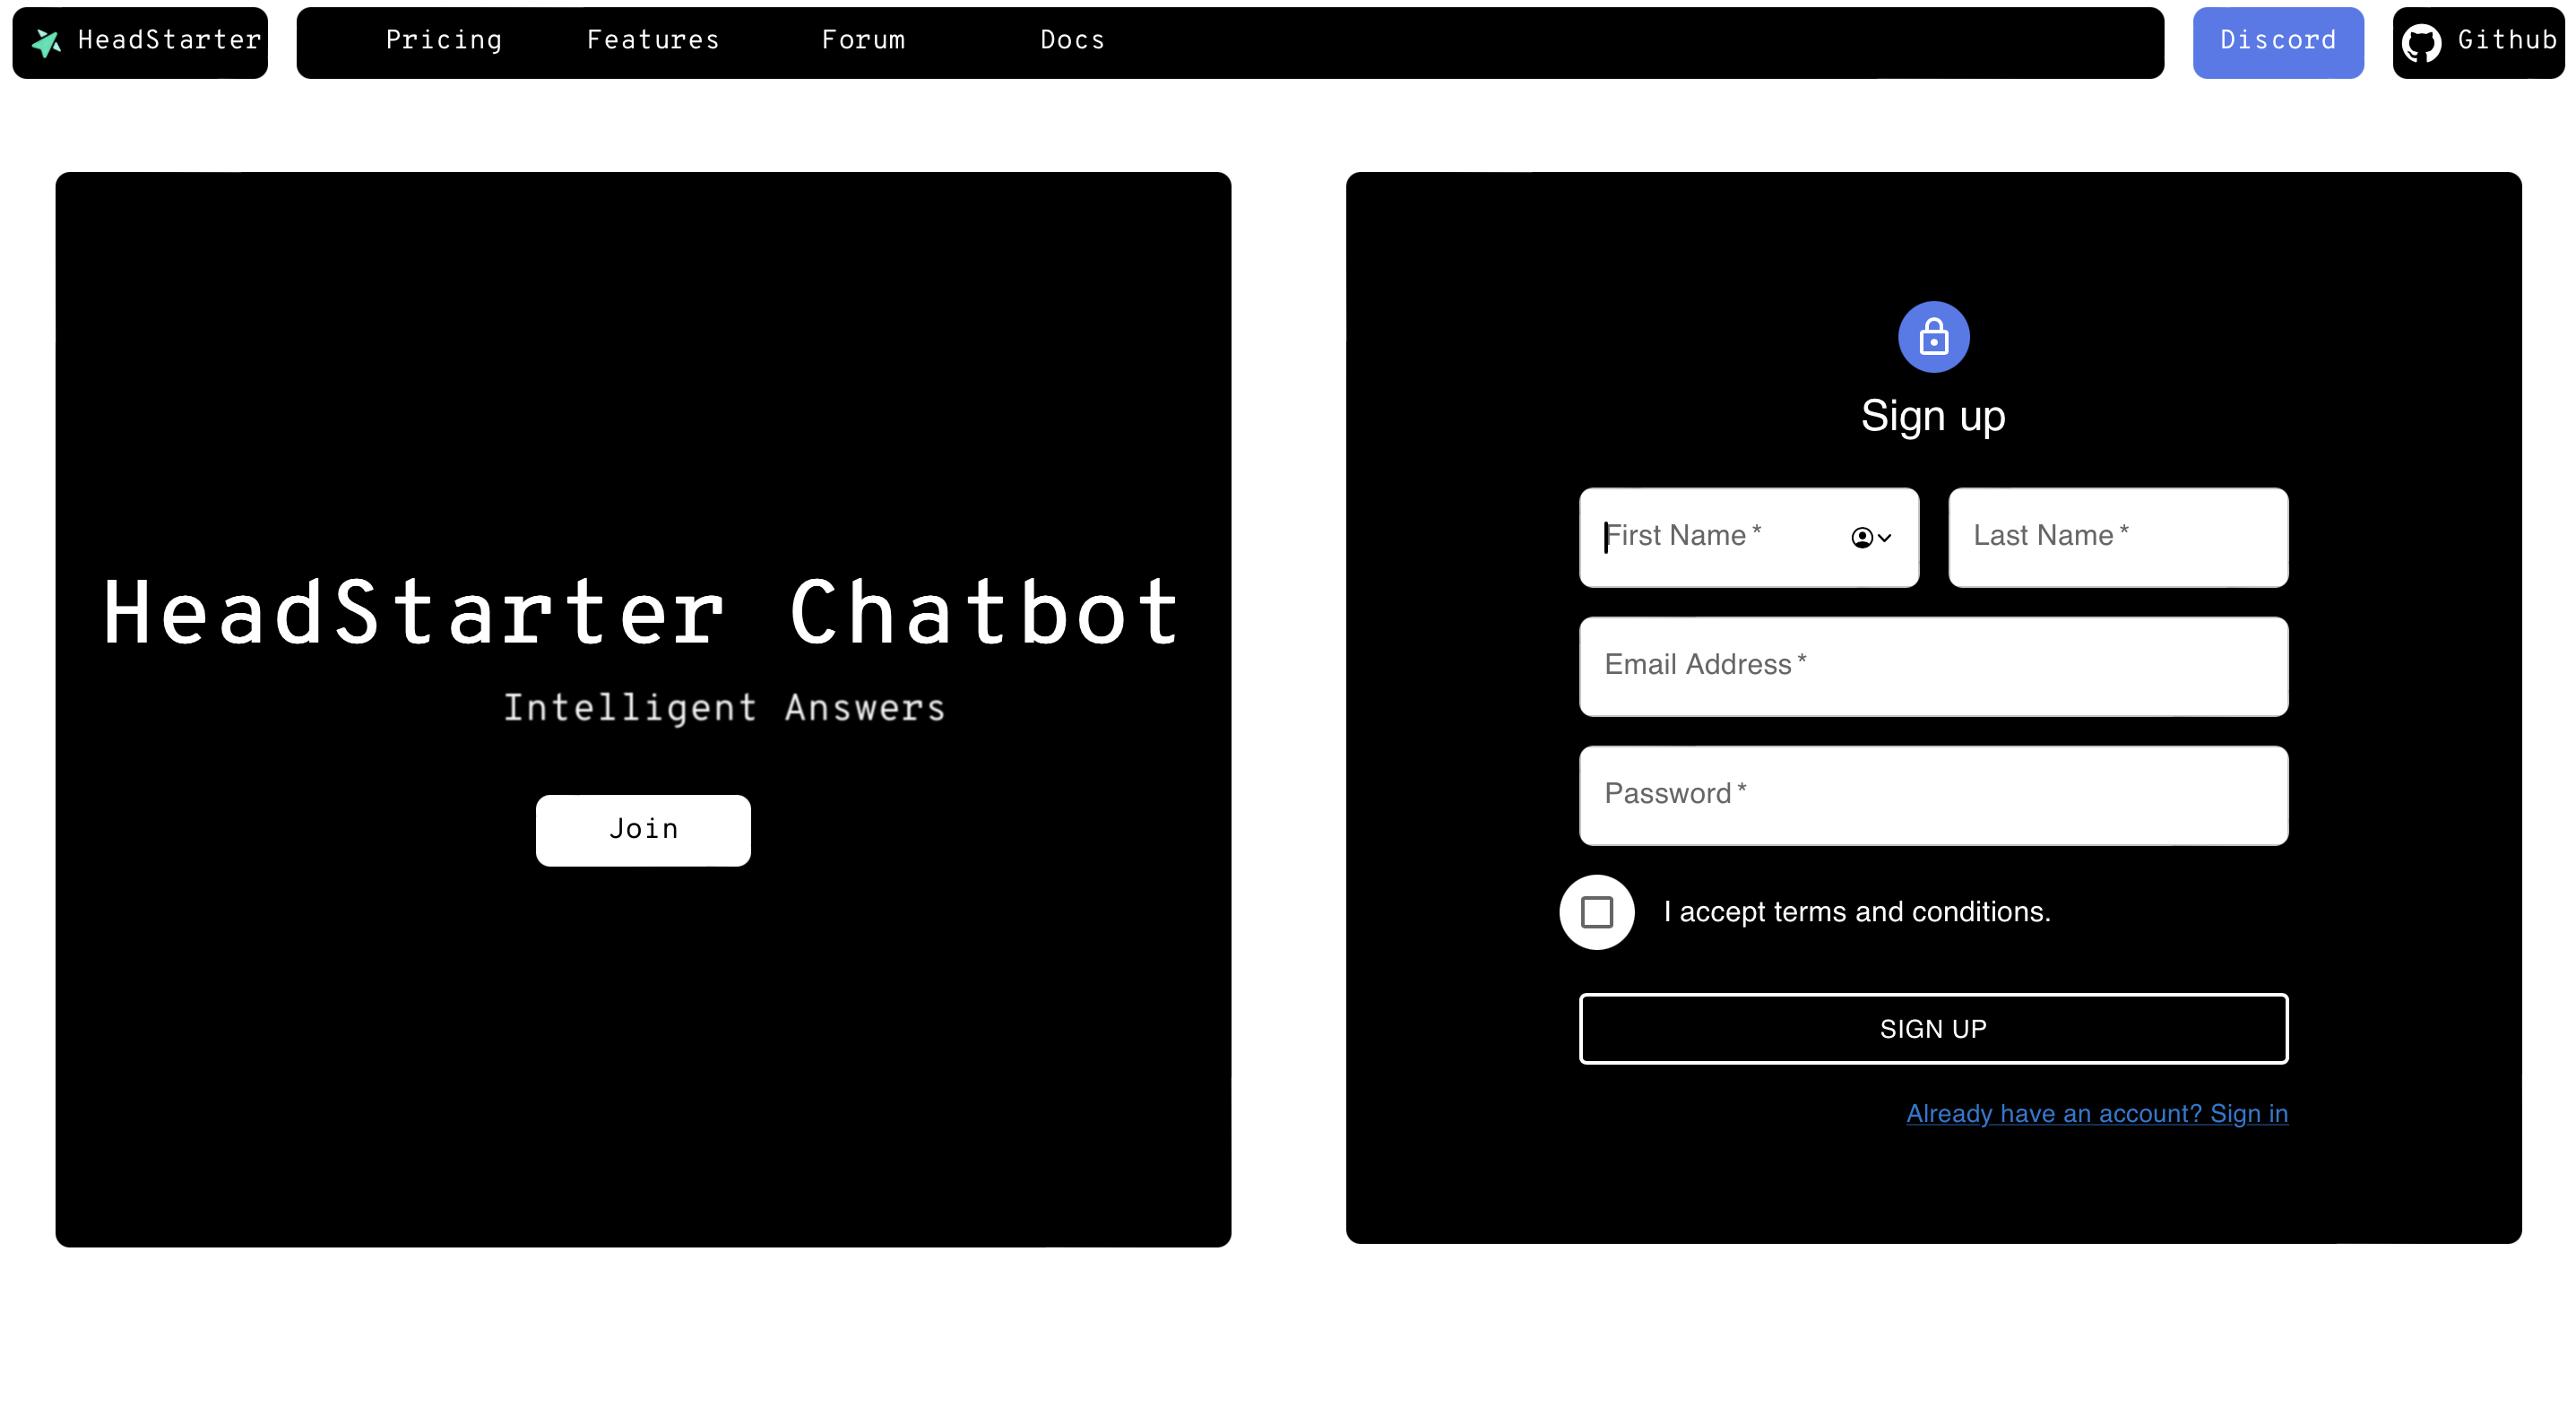 HeadStarter Pricing Features Forum Docs Discord Github
HeadStarter Chatbot
Intelligent Answers
Join
Sign up
First Name * Last Name *
Email Address *
Password *
I accept terms and conditions.
SIGN UP
Already have an account? Sign in